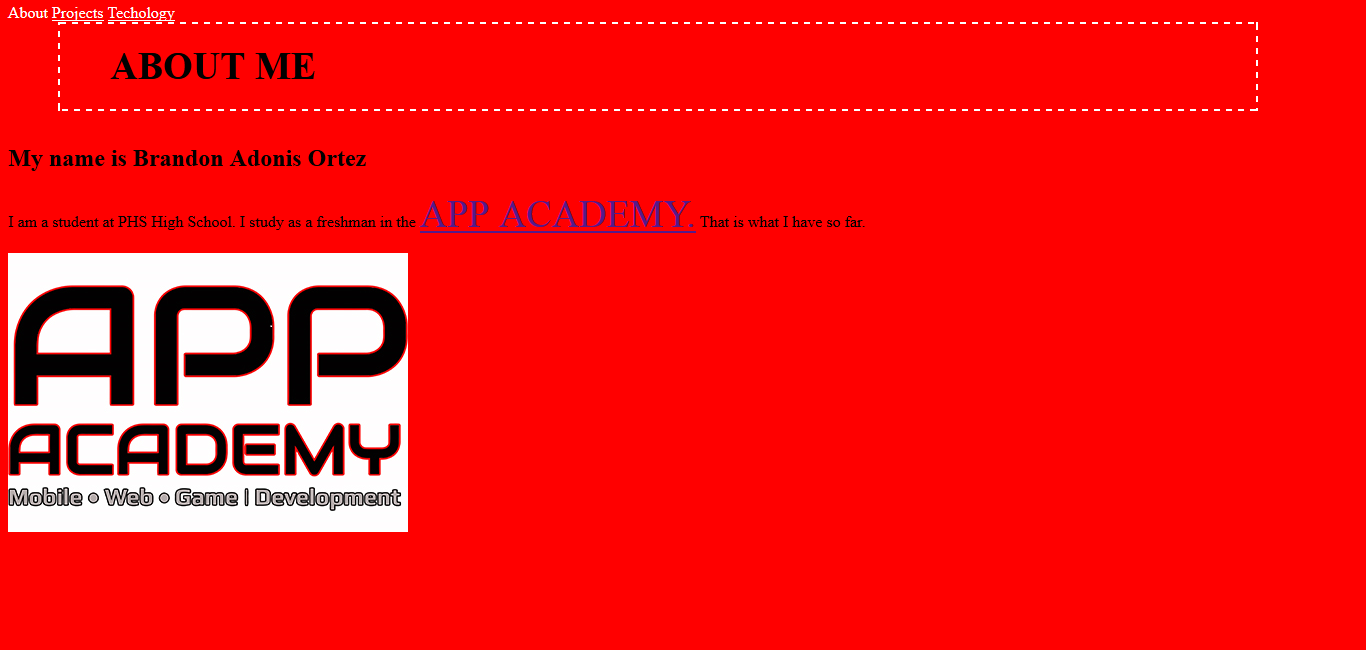 About Projects Techology
ABOUT ME
My name is Brandon Adonis Ortez
I am a student at PHS High School. I study as a freshman in the APP ACADEMY. That is what I have so far.
APP
ACADEMY
Mobile • Web • Game | Development